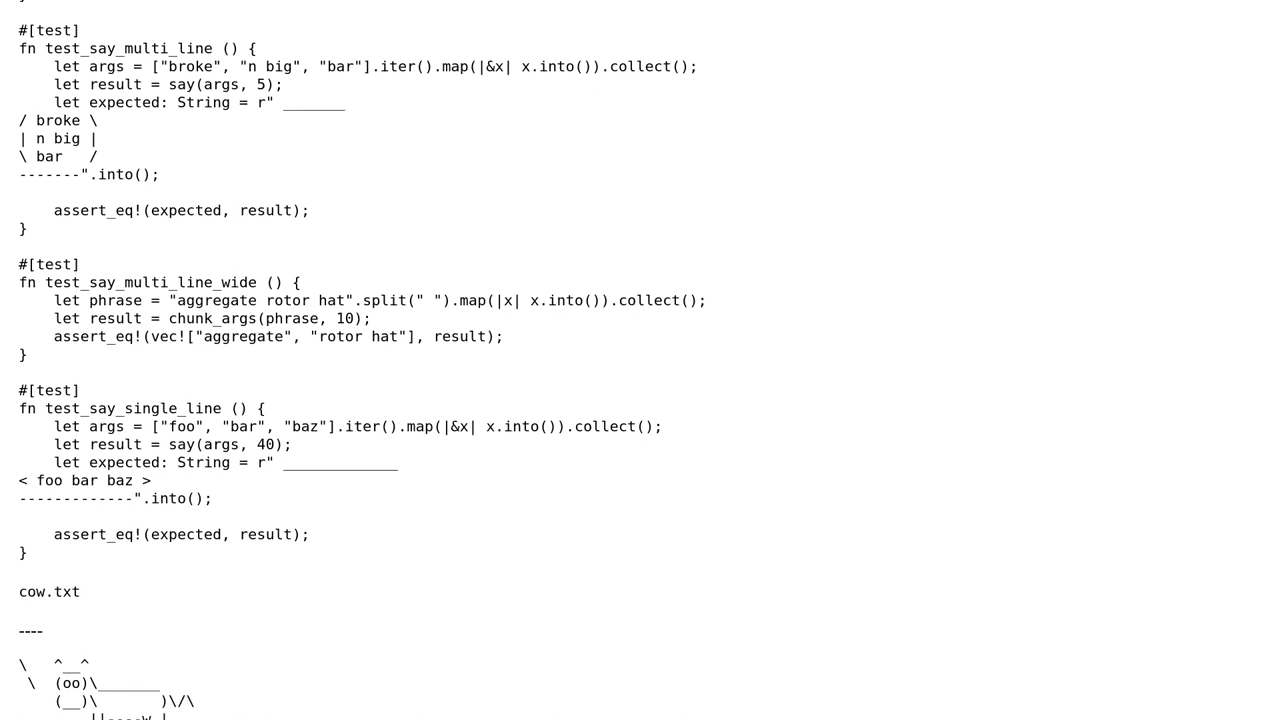 #[test]
fn test_say_multi_line () {
    let args = ["broke", "n big", "bar"].iter().map(|&x| x.into()).collect();
    let result = say(args, 5);
    let expected: String = r" _______
/ broke \
| n big |
\ bar   /
-------".into();

    assert_eq!(expected, result);
}

#[test]
fn test_say_multi_line_wide () {
    let phrase = "aggregate rotor hat".split(" ").map(|x| x.into()).collect();
    let result = chunk_args(phrase, 10);
    assert_eq!(vec!["aggregate", "rotor hat"], result);
}

#[test]
fn test_say_single_line () {
    let args = ["foo", "bar", "baz"].iter().map(|&x| x.into()).collect();
    let result = say(args, 40);
    let expected: String = r" _____________
< foo bar baz >
-------------".into();

    assert_eq!(expected, result);
}

cow.txt

----

\   ^__^
 \  (oo)\_______
    (__)\       )\/\
        ||----w |